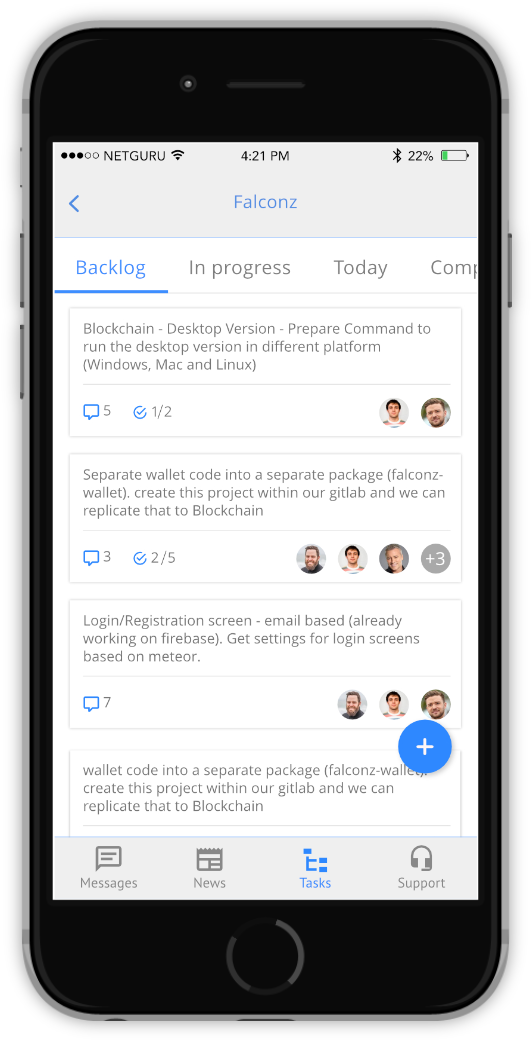 NETGURU 4:21 PM 22%
Falconz
Backlog In progress Today Comp
Blockchain - Desktop Version - Prepare Command to
run the desktop version in different platform
(Windows, Mac and Linux)
5 1/2
Separate wallet code into a separate package (falconz-
wallet). create this project within our gitlab and we can
replicate that to Blockchain
3 2/5 +3
Login/Registration screen - email based (already
working on firebase). Get settings for login screens
based on meteor.
7
+
wallet code into a separate package (falconz-wallet).
create this project within our gitlab and we can
replicate that to Blockchain
Messages News Tasks Support